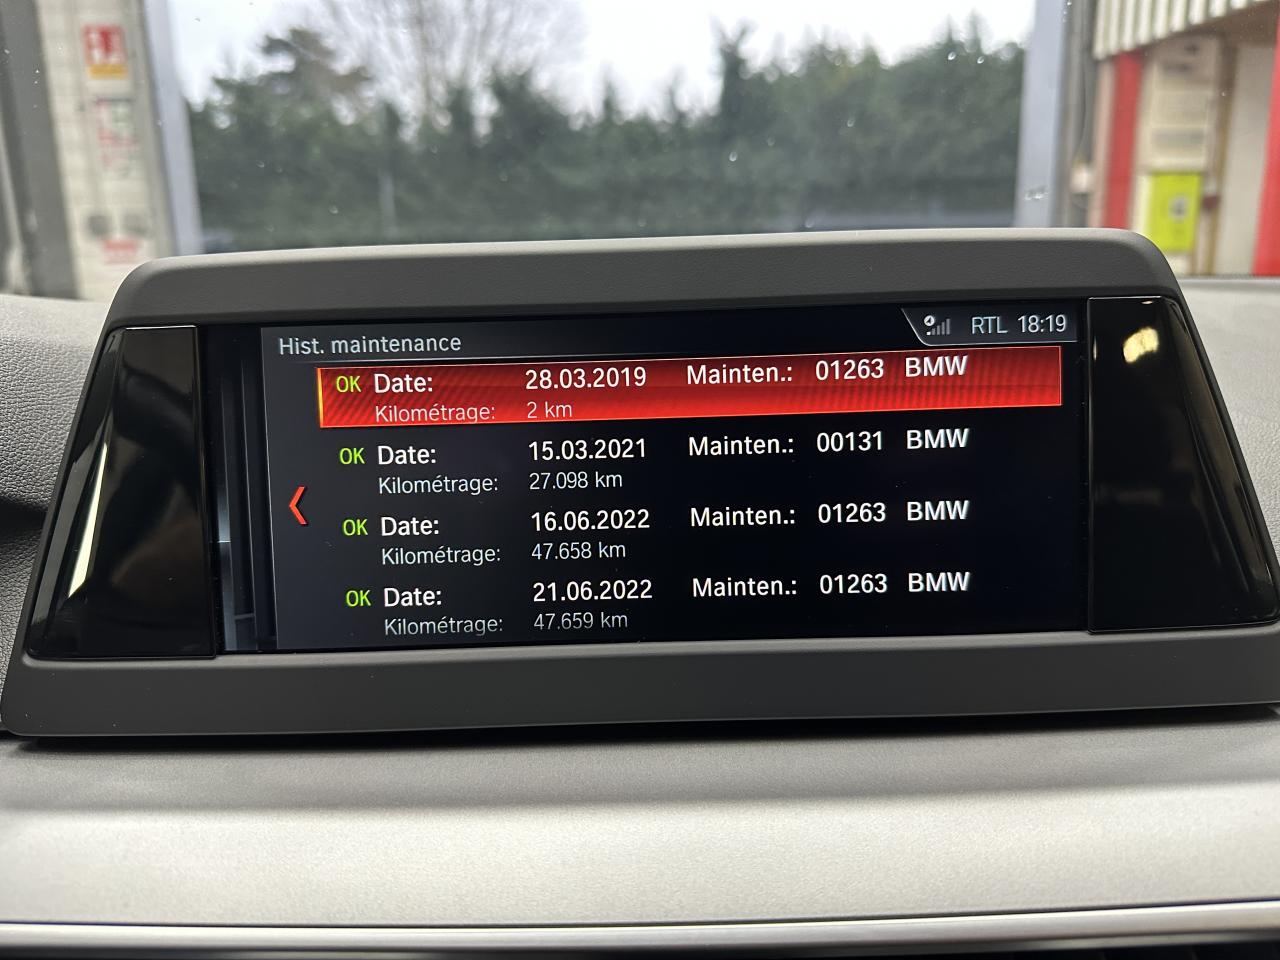 Hist. maintenance
RTL 18:19
OK Date: 28.03.2019 Mainten.: 01263 BMW
Kilométrage: 2 km
OK Date: 15.03.2021 Mainten.: 00131 BMW
Kilométrage: 27.098 km
OK Date: 16.06.2022 Mainten.: 01263 BMW
Kilométrage: 47.658 km
OK Date: 21.06.2022 Mainten.: 01263 BMW
Kilométrage: 47.659 km